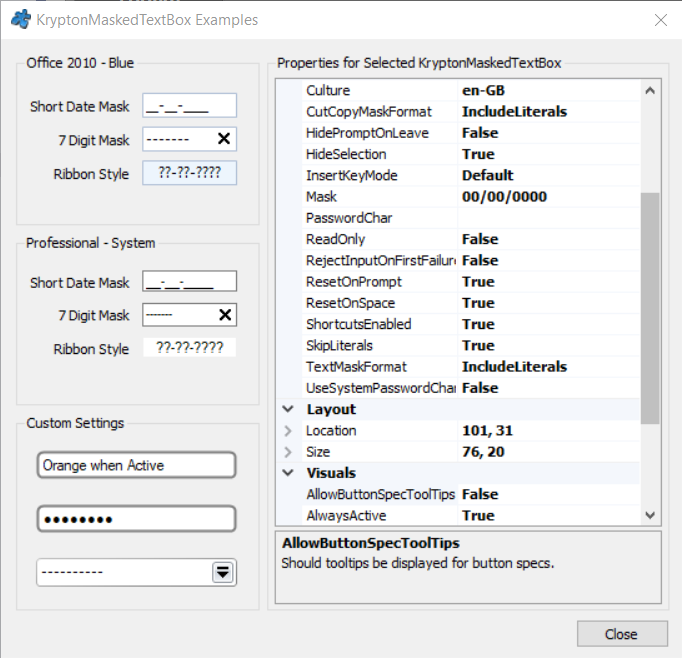 KryptonMaskedTextBox Examples
Office 2010 - Blue
Short Date Mask __-__-____
7 Digit Mask -------
Ribbon Style ??-??-????
Professional - System
Short Date Mask __-__-____
7 Digit Mask -------
Ribbon Style ??-??-????
Custom Settings
Orange when Active
●●●●●●●●
----------
Properties for Selected KryptonMaskedTextBox
Culture en-GB
CutCopyMaskFormat IncludeLiterals
HidePromptOnLeave False
HideSelection True
InsertKeyMode Default
Mask 00/00/0000
PasswordChar
ReadOnly False
RejectInputOnFirstFailure False
ResetOnPrompt True
ResetOnSpace True
ShortcutsEnabled True
SkipLiterals True
TextMaskFormat IncludeLiterals
UseSystemPasswordChar False
Layout
Location 101, 31
Size 76, 20
Visuals
AllowButtonSpecToolTips False
AlwaysActive True
AllowButtonSpecToolTips
Should tooltips be displayed for button specs.
Close